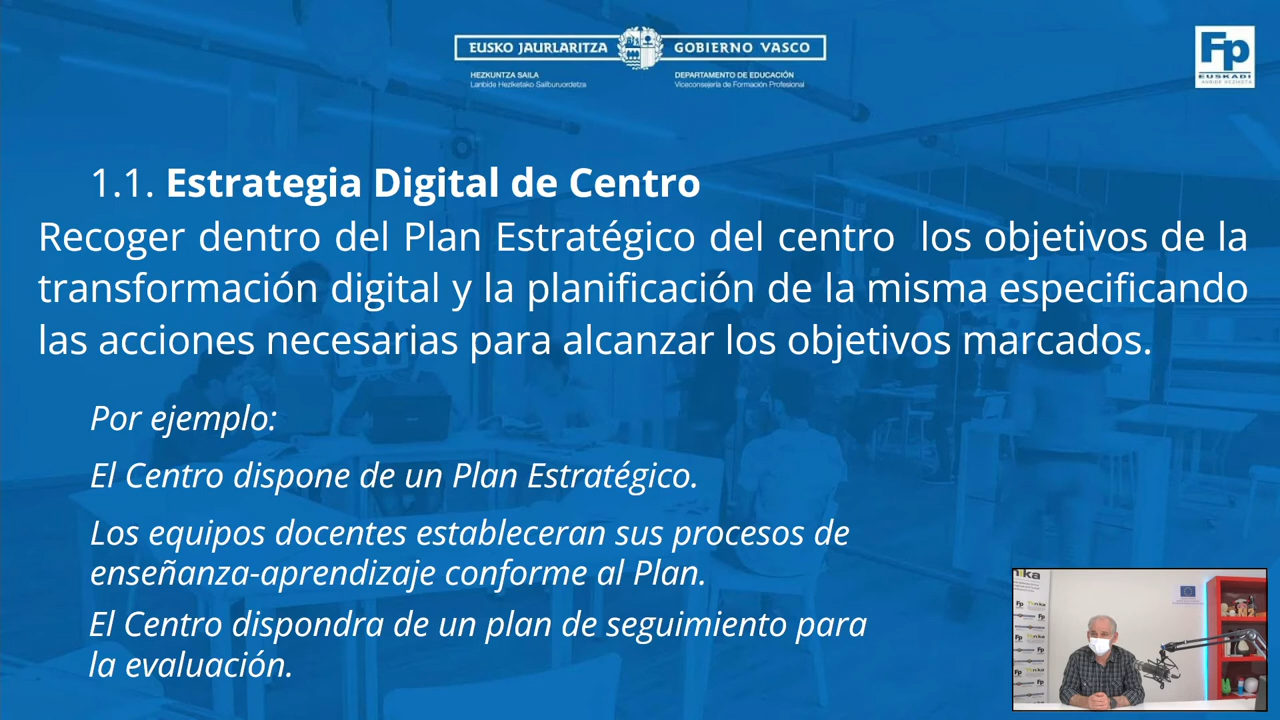 EUSKO JAURLARITZA GOBIERNO VASCO
HEZKUNTZA SAILA
Lanbide Heziketako Sailburuordetza
DEPARTAMENTO DE EDUCACIÓN
Viceconsejería de Formación Profesional
Fp
EUSKADI
LANBIDE HEZIKETA
1.1. Estrategia Digital de Centro
Recoger dentro del Plan Estratégico del centro los objetivos de la
transformación digital y la planificación de la misma especificando
las acciones necesarias para alcanzar los objetivos marcados.
Por ejemplo:
El Centro dispone de un Plan Estratégico.
Los equipos docentes estableceran sus procesos de
enseñanza-aprendizaje conforme al Plan.
El Centro dispondra de un plan de seguimiento para
la evaluación.